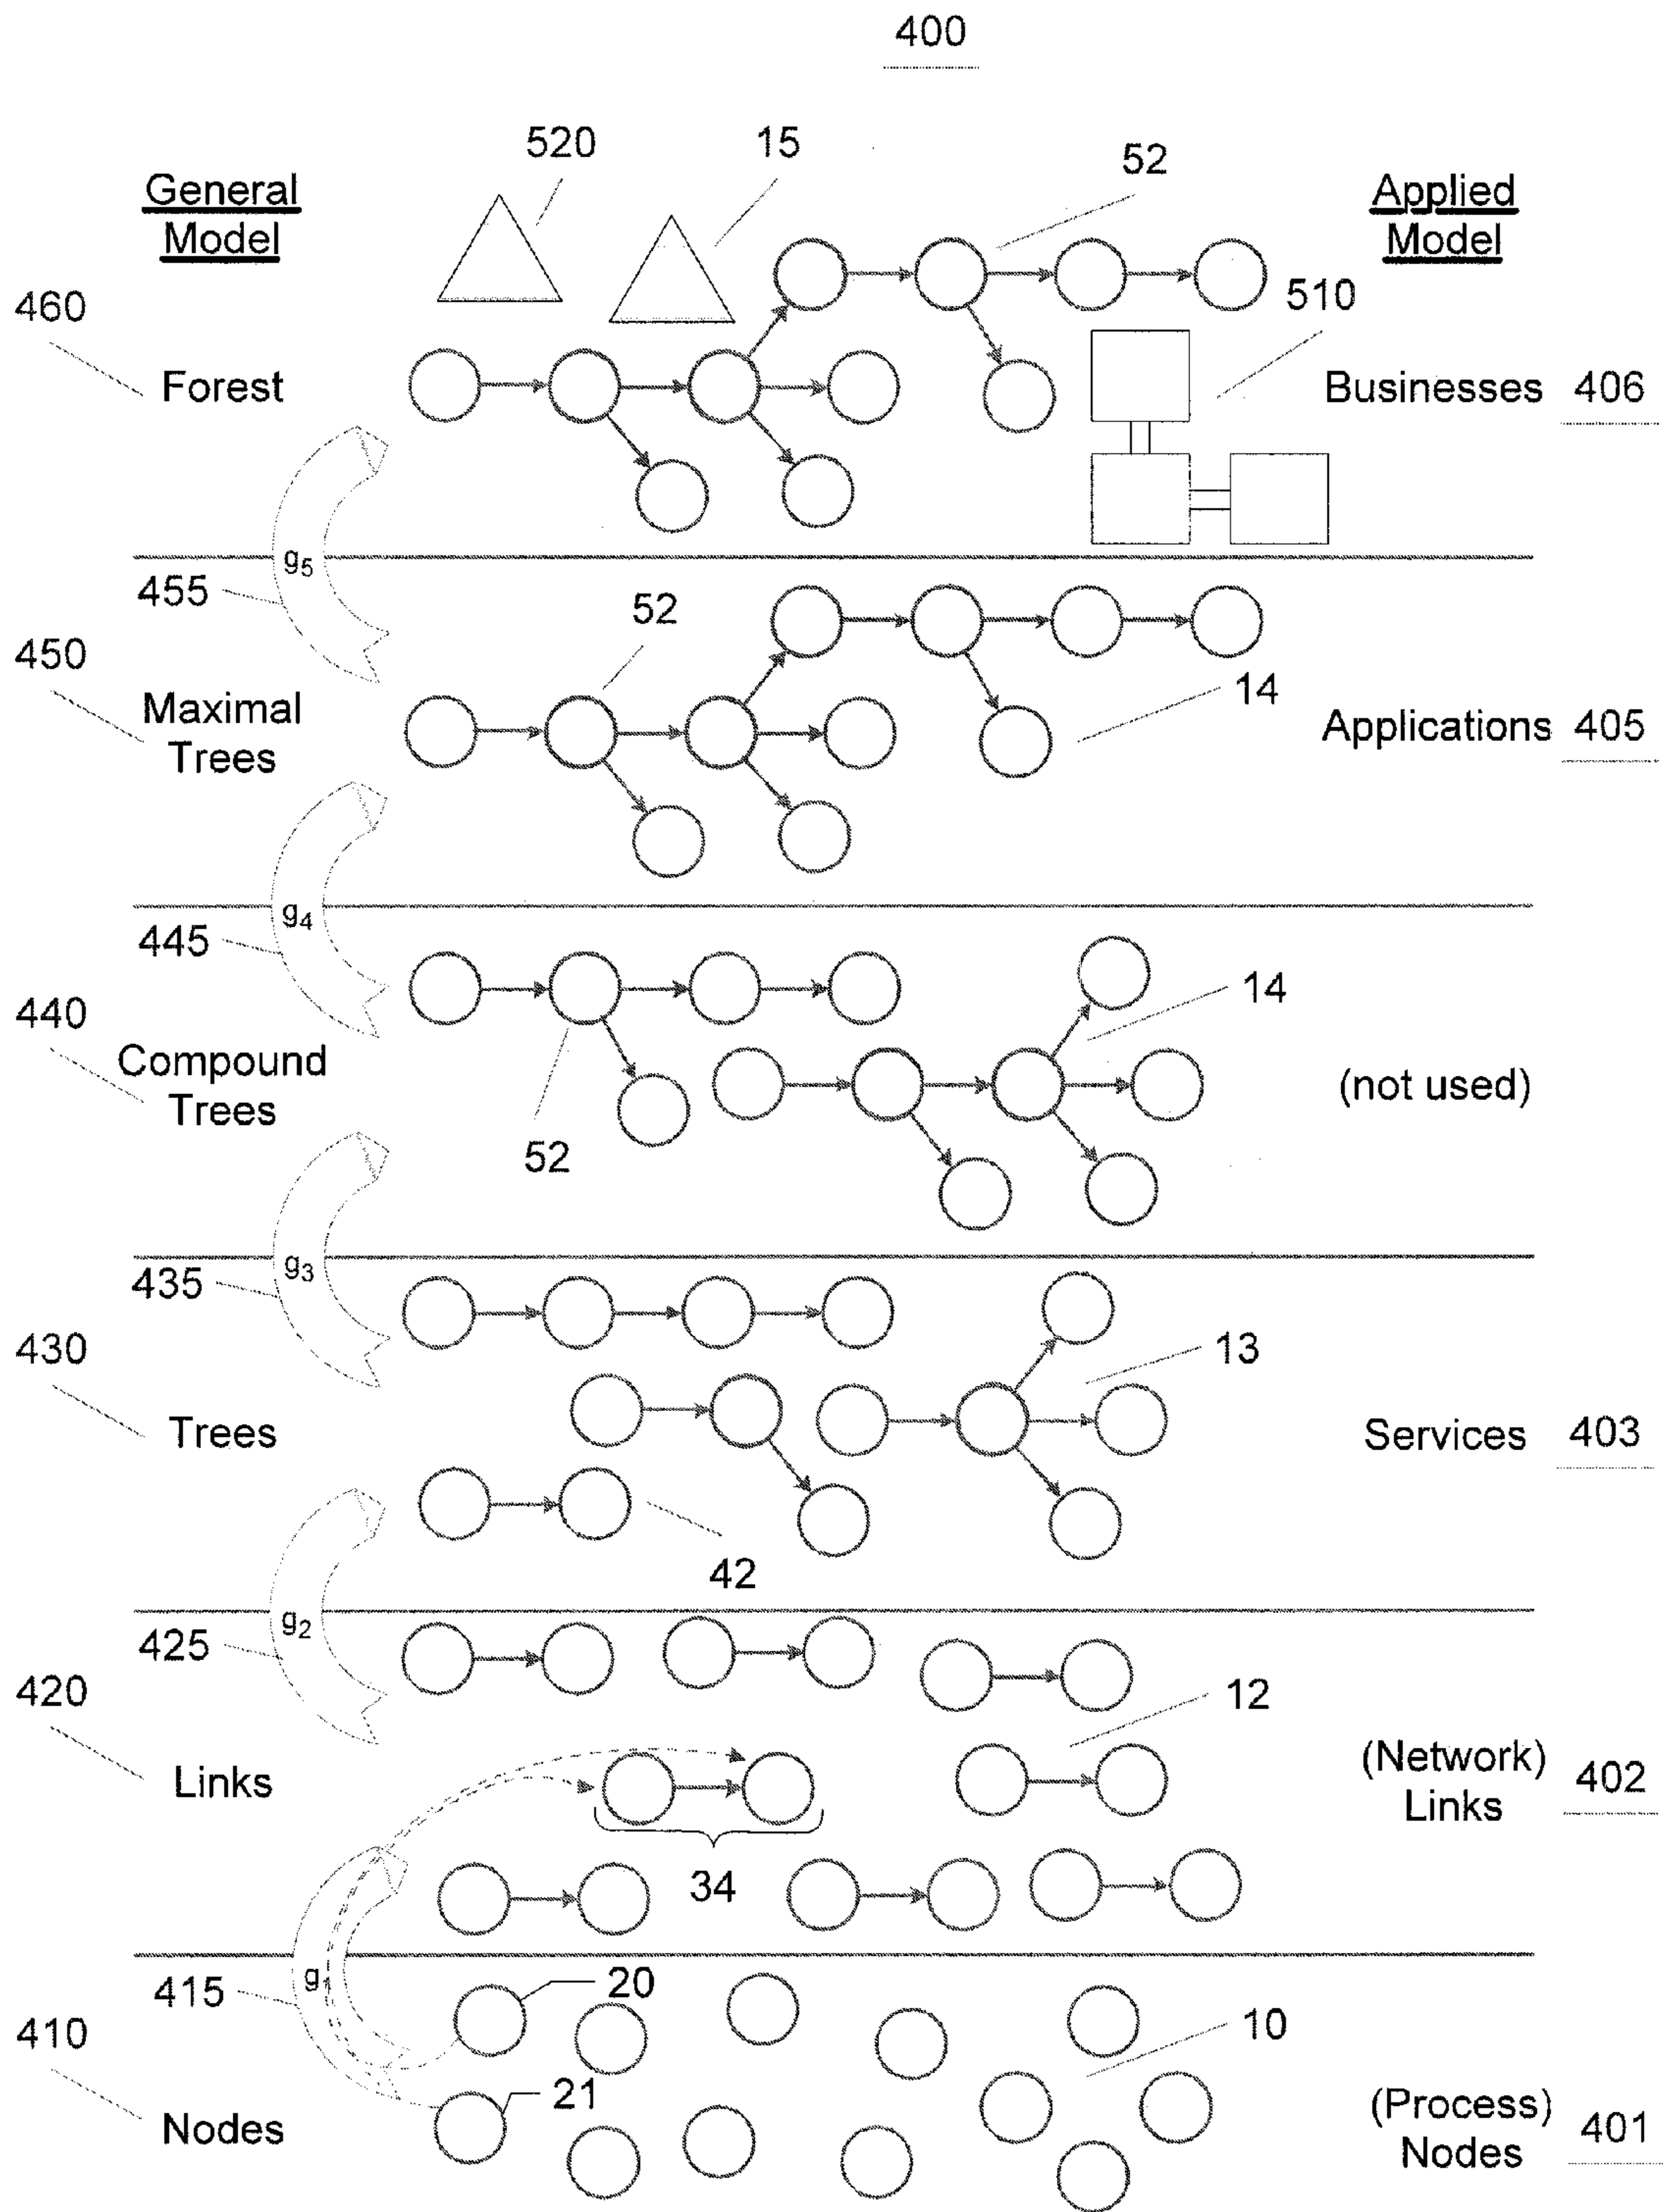 400
520
15
52
General
Model
Applied
Model
460
510
Forest
Businesses 406
g5
455
52
450
14
Maximal
Trees
Applications 405
g4
445
14
440
Compound
Trees
(not used)
52
g3
435
430
13
Trees
Services 403
42
g2
425
420
12
Links
(Network)
Links
402
34
g1
415
20
410
10
21
Nodes
(Process)
Nodes
401